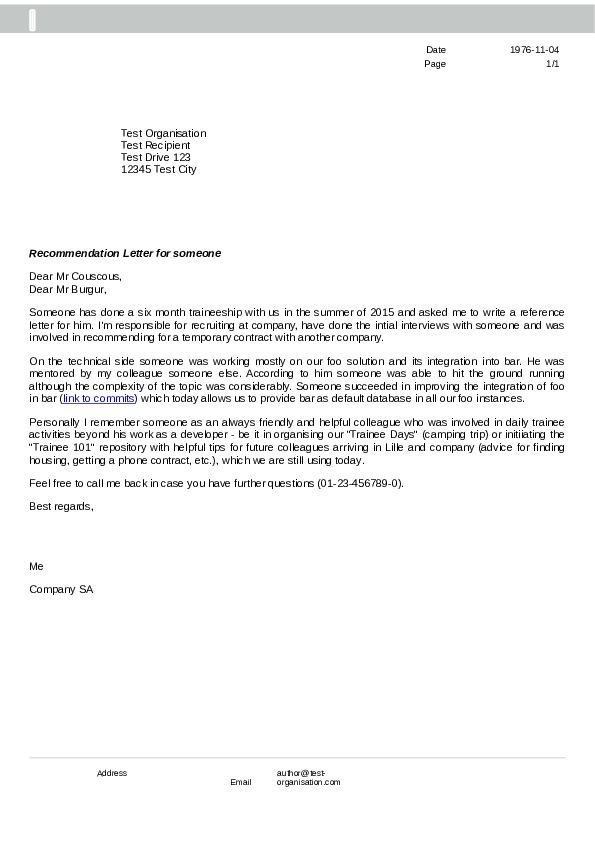 Date 1976-11-04
Page 1/1
Test Organisation
Test Recipient
Test Drive 123
12345 Test City
Recommendation Letter for someone
Dear Mr Couscous,
Dear Mr Burgur,
Someone has done a six month traineeship with us in the summer of 2015 and asked me to write a reference
letter for him. I'm responsible for recruiting at company, have done the intial interviews with someone and was
involved in recommending for a temporary contract with another company.
On the technical side someone was working mostly on our foo solution and its integration into bar. He was
mentored by my colleague someone else. According to him someone was able to hit the ground running
although the complexity of the topic was considerably. Someone succeeded in improving the integration of foo
in bar (link to commits) which today allows us to provide bar as default database in all our foo instances.
Personally I remember someone as an always friendly and helpful colleague who was involved in daily trainee
activities beyond his work as a developer - be it in organising our "Trainee Days" (camping trip) or initiating the
"Trainee 101" repository with helpful tips for future colleagues arriving in Lille and company (advice for finding
housing, getting a phone contract, etc.), which we are still using today.
Feel free to call me back in case you have further questions (01-23-456789-0).
Best regards,
Me
Company SA
Address
Email
author@test-
organisation.com